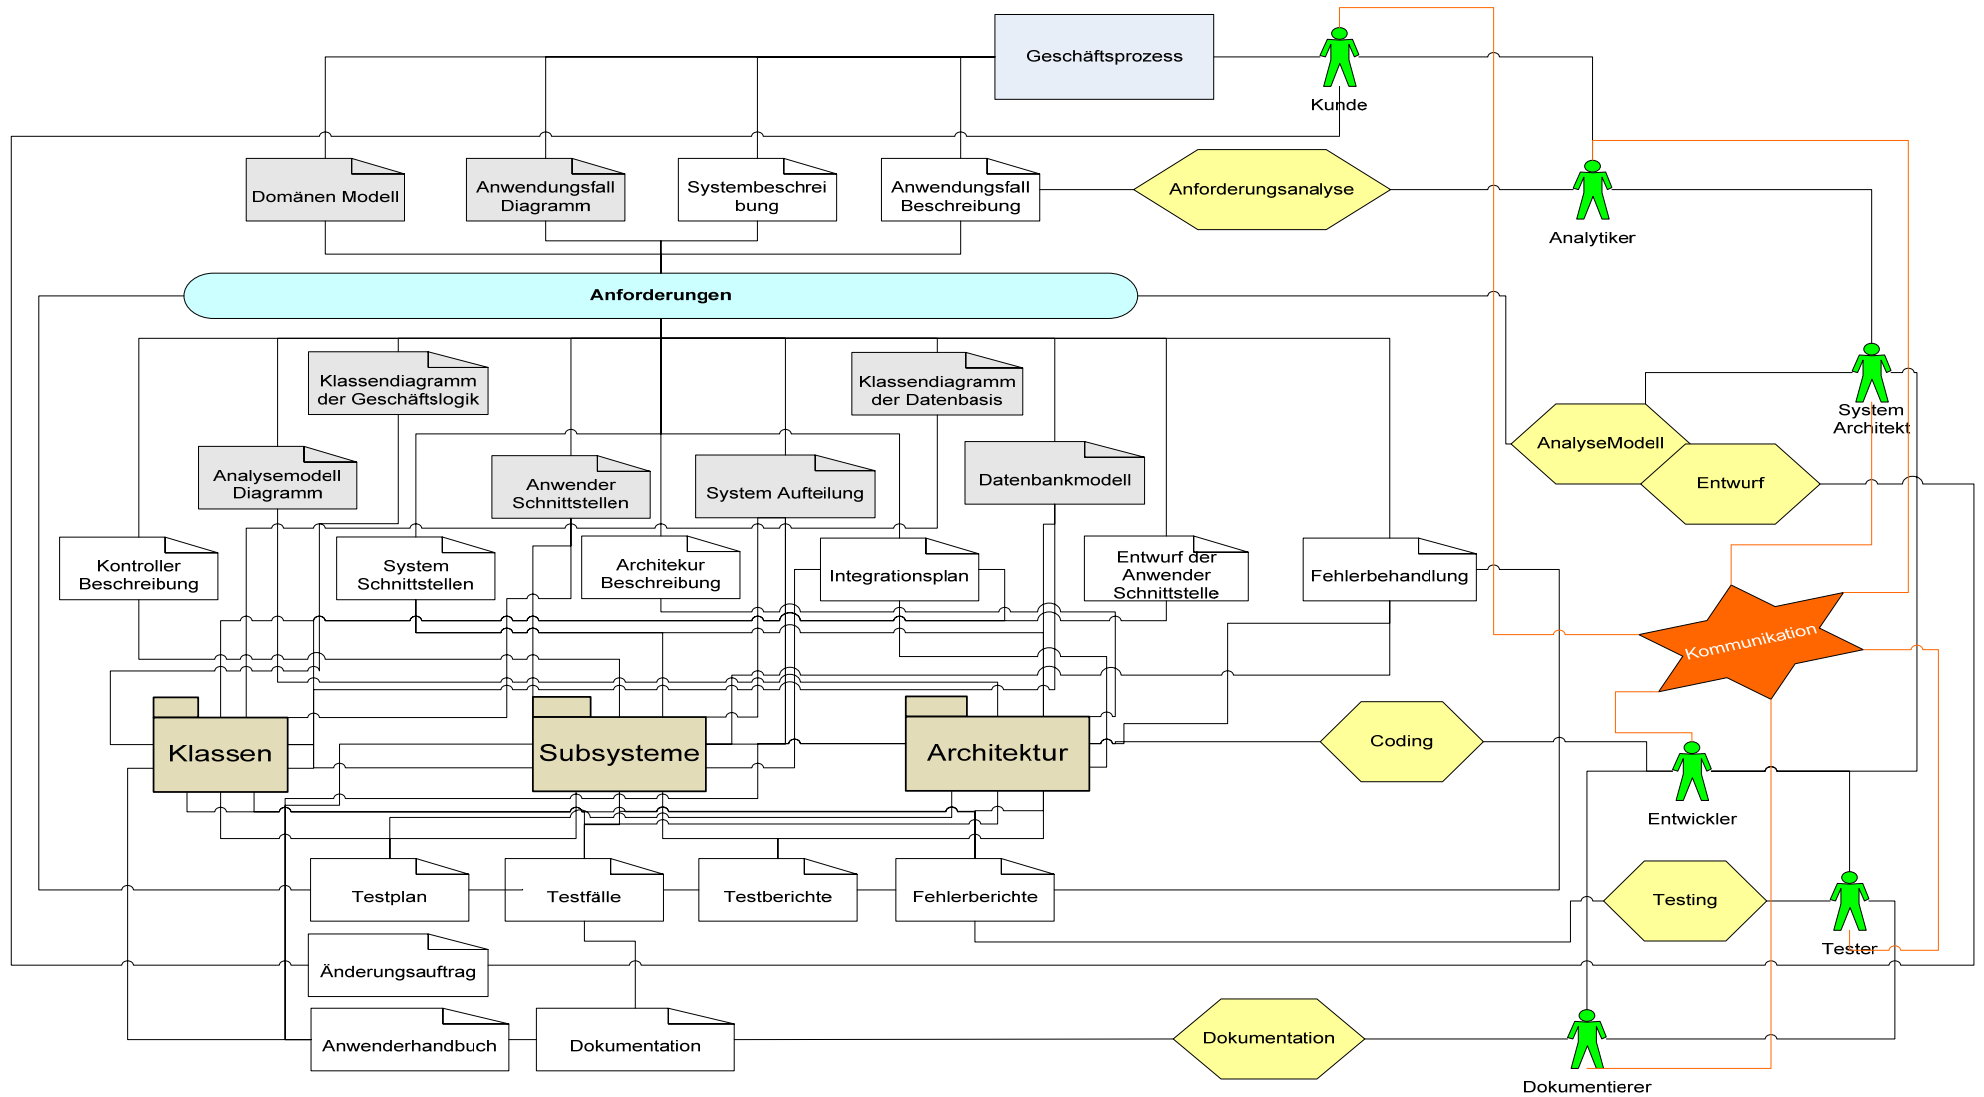 Geschäftsprozess
Kunde
Domänen Modell
Anwendungsfall
Diagramm
Systembeschrei
bung
Anwendungsfall
Beschreibung
Anforderungsanalyse
Analytiker
Anforderungen
Klassendiagramm
der Geschäftslogik
Klassendiagramm
der Datenbasis
System
Architekt
AnalyseModell
Entwurf
Analysemodell
Diagramm
Anwender
Schnittstellen
System Aufteilung
Datenbankmodell
Kontroller
Beschreibung
System
Schnittstellen
Architekur
Beschreibung
Integrationsplan
Entwurf der
Anwender
Schnittstelle
Fehlerbehandlung
Kommunikation
Klassen
Subsysteme
Architektur
Coding
Entwickler
Testplan
Testfälle
Testberichte
Fehlerberichte
Testing
Tester
Änderungsauftrag
Anwenderhandbuch
Dokumentation
Dokumentation
Dokumentierer